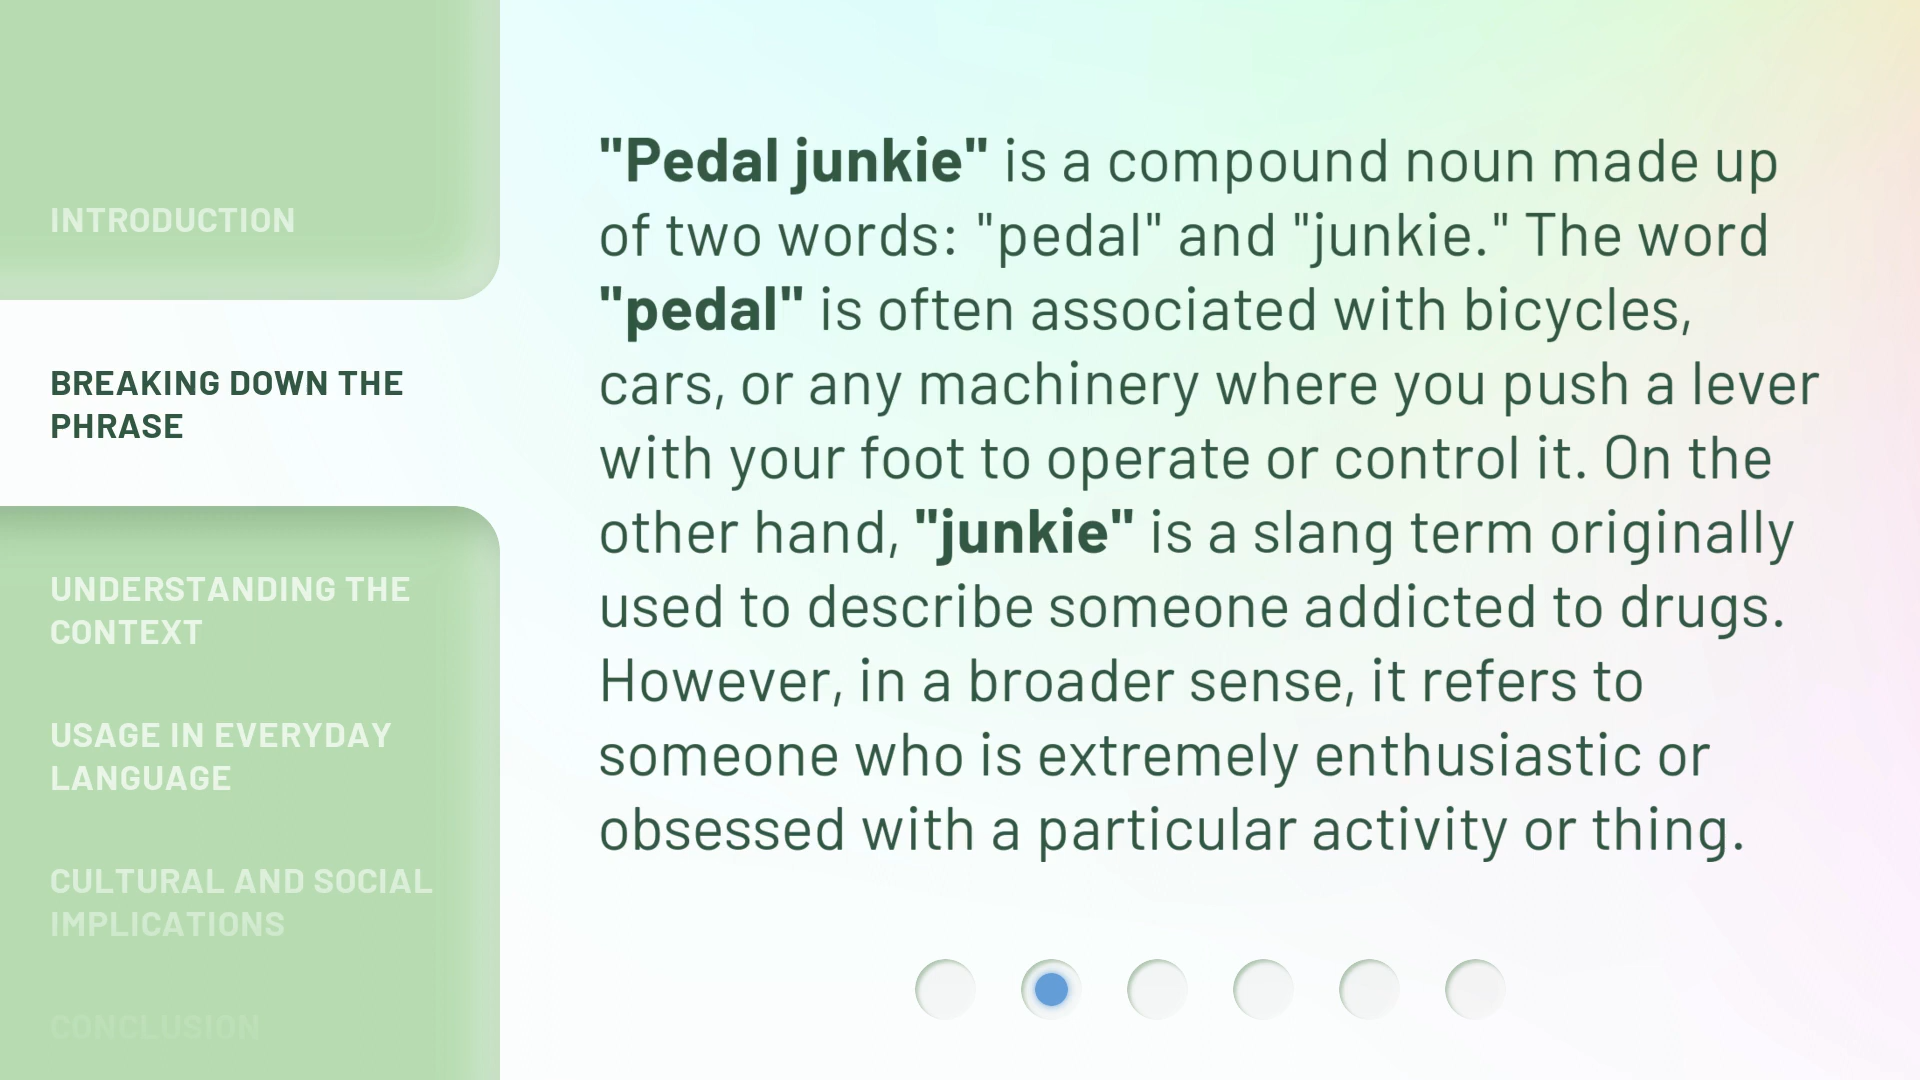 INTRODUCTION
BREAKING DOWN THE
PHRASE
UNDERSTANDING THE
CONTEXT
USAGE IN EVERYDAY
LANGUAGE
CULTURAL AND SOCIAL
IMPLICATIONS
CONCLUSION
"Pedal junkie" is a compound noun made up
of two words: "pedal" and "junkie." The word
"pedal" is often associated with bicycles,
cars, or any machinery where you push a lever
with your foot to operate or control it. On the
other hand, "junkie" is a slang term originally
used to describe someone addicted to drugs.
However, in a broader sense, it refers to
someone who is extremely enthusiastic or
obsessed with a particular activity or thing.